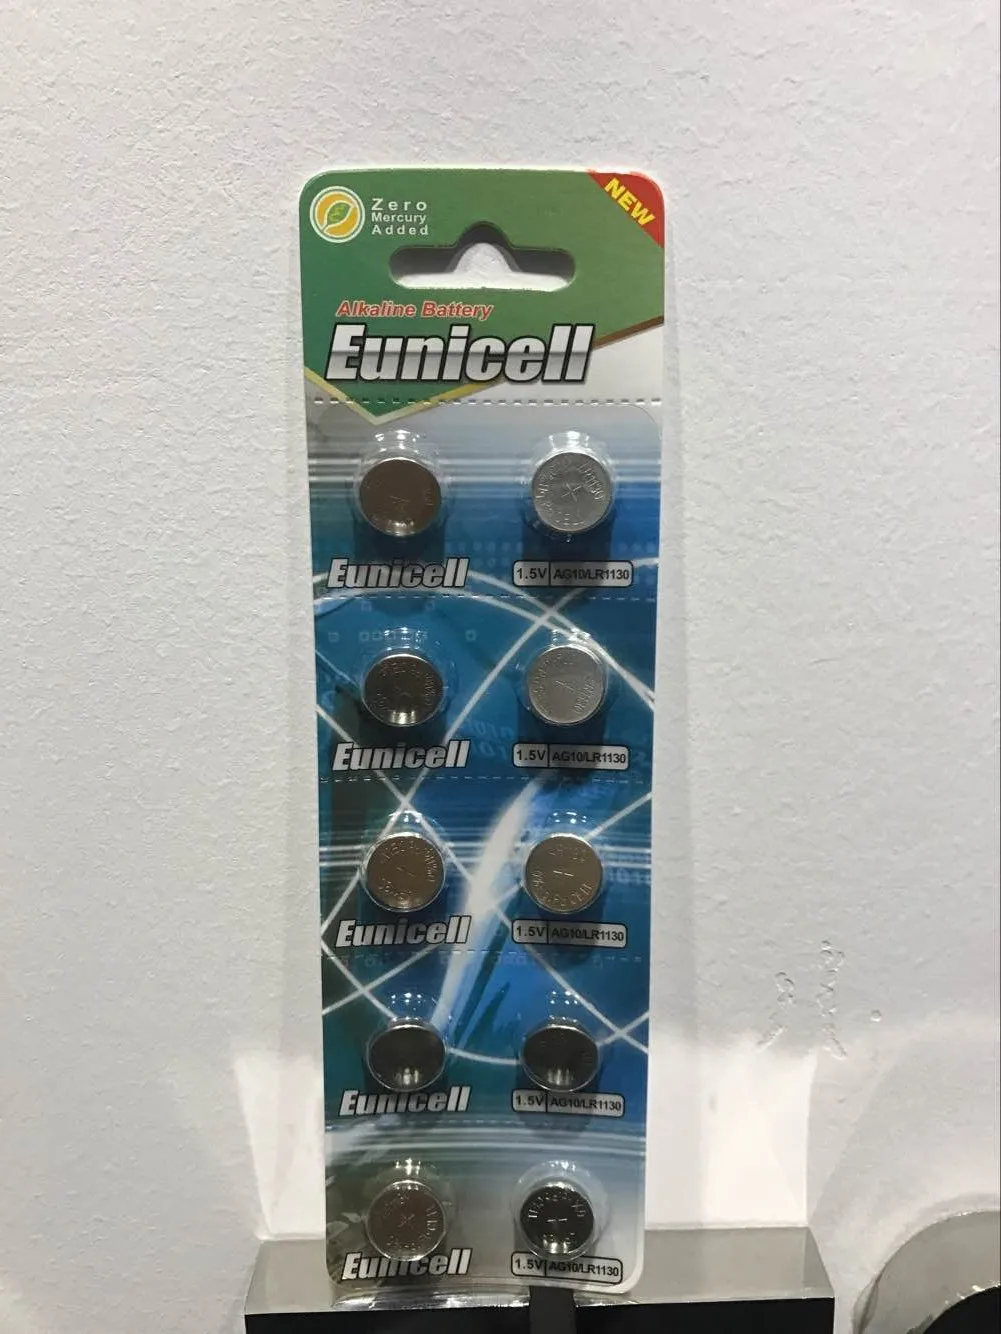 Zero
Mercury
Added
NEW
Alkaline Battery
Eunicell
Eunicell 1.5V AG10/LR1130
Eunicell 1.5V AG10/LR1130
Eunicell 1.5V AG10/LR1130
Eunicell 1.5V AG10/LR1130
Eunicell 1.5V AG10/LR1130